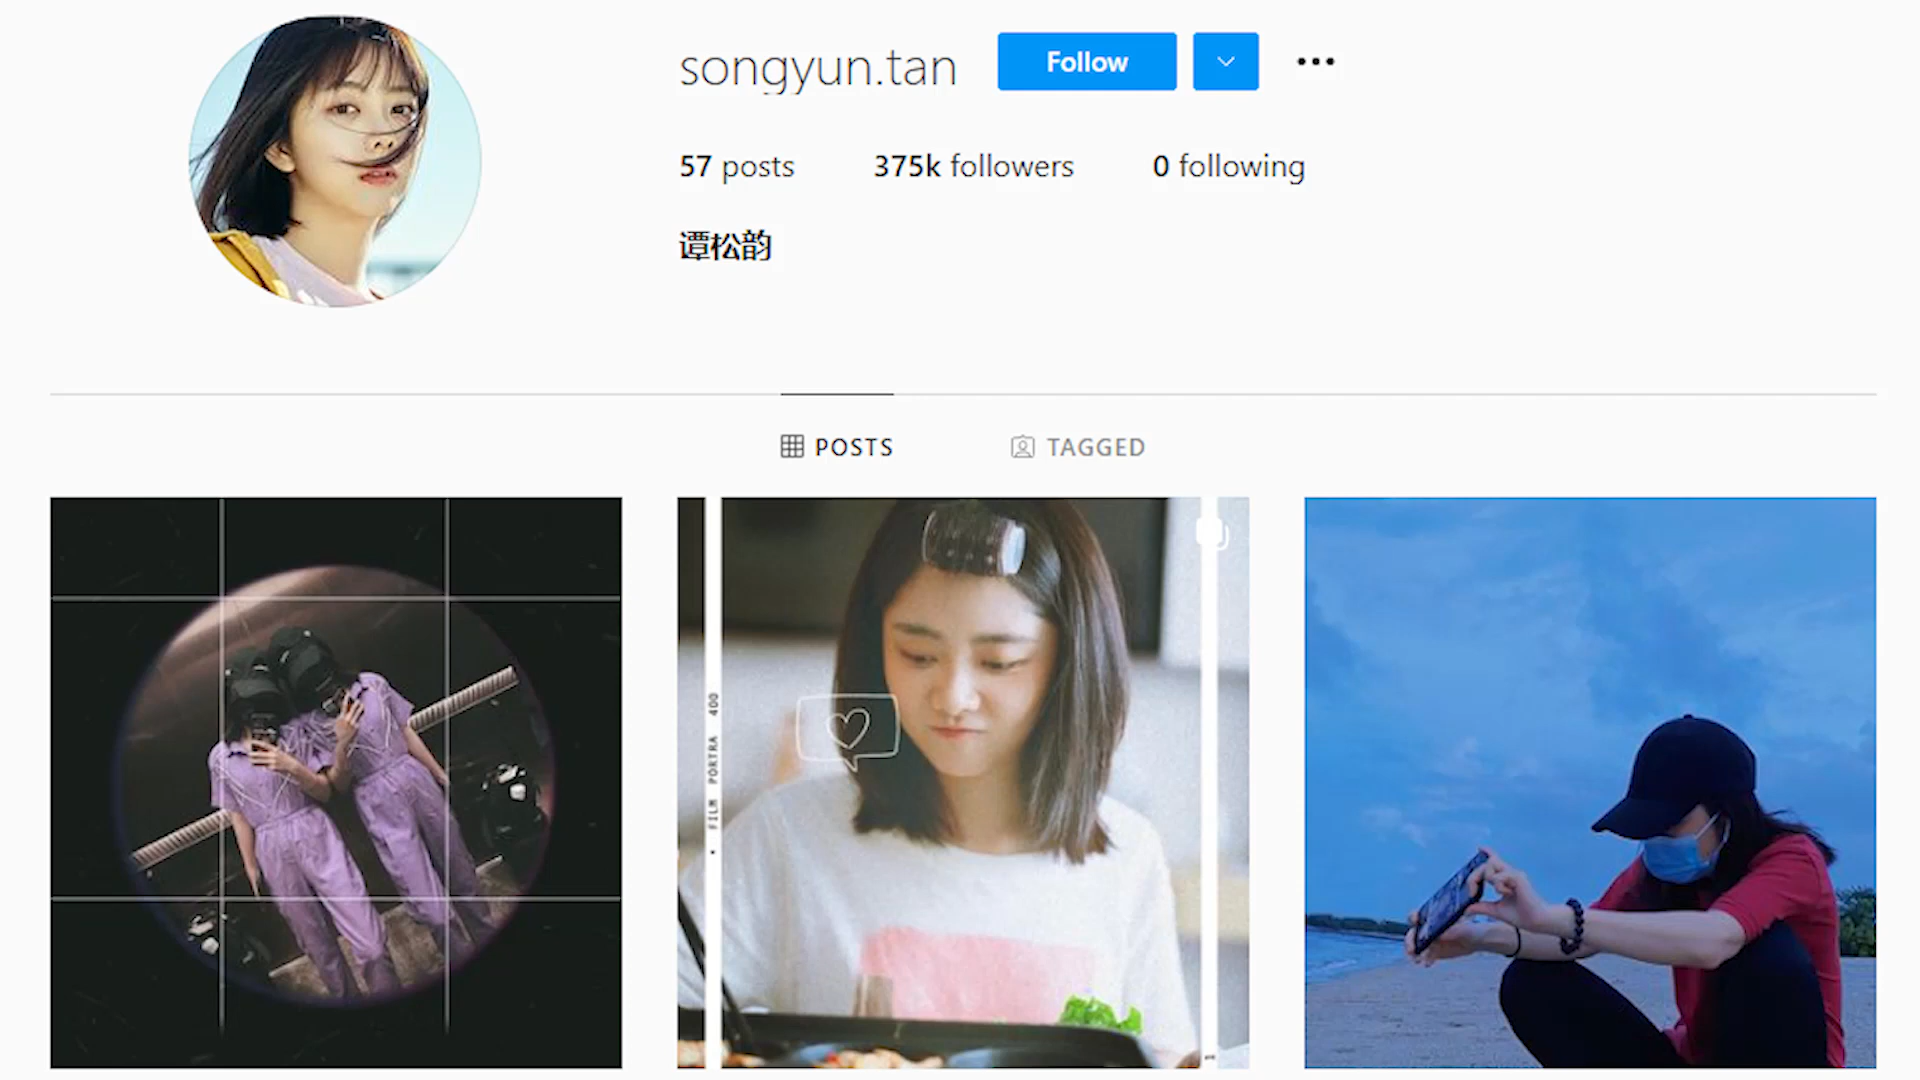 songyun.tan Follow
57 posts 375k followers 0 following
谭松韵
POSTS TAGGED
FILM PORTRA 400